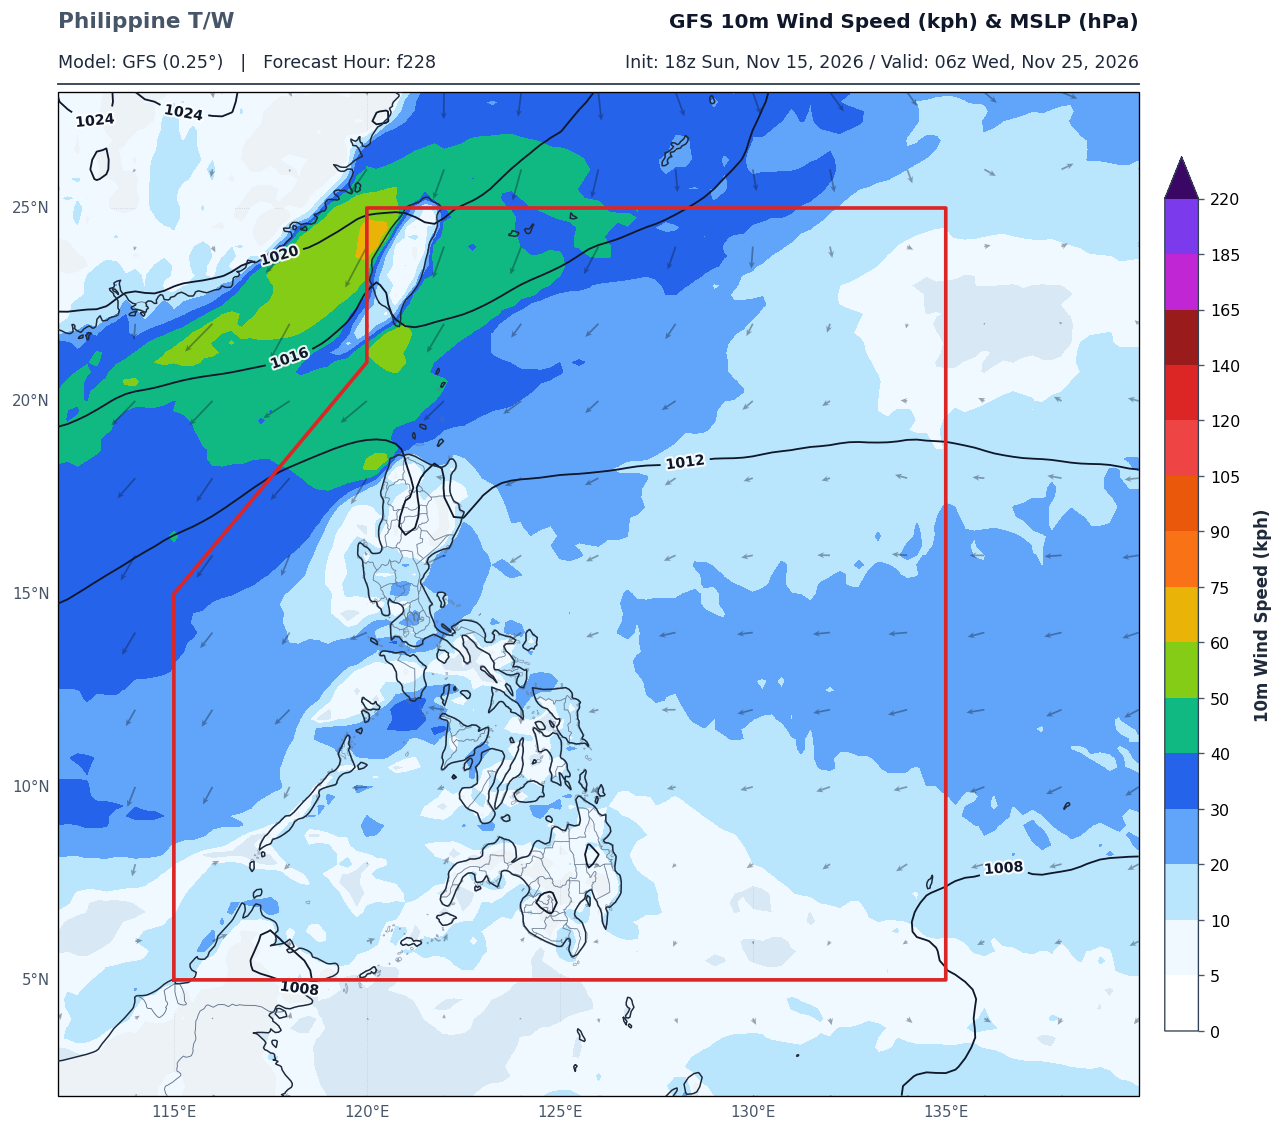 Philippine T/W
GFS 10m Wind Speed (kph) & MSLP (hPa)
Model: GFS (0.25°) | Forecast Hour: f228
Init: 18z Sun, Nov 15, 2026 / Valid: 06z Wed, Nov 25, 2026
1024
1024
1020
1016
1012
1008
1008
25°N
20°N
15°N
10°N
5°N
115°E
120°E
125°E
130°E
135°E
220
185
165
140
120
105
90
75
60
50
40
30
20
10
5
0
10m Wind Speed (kph)